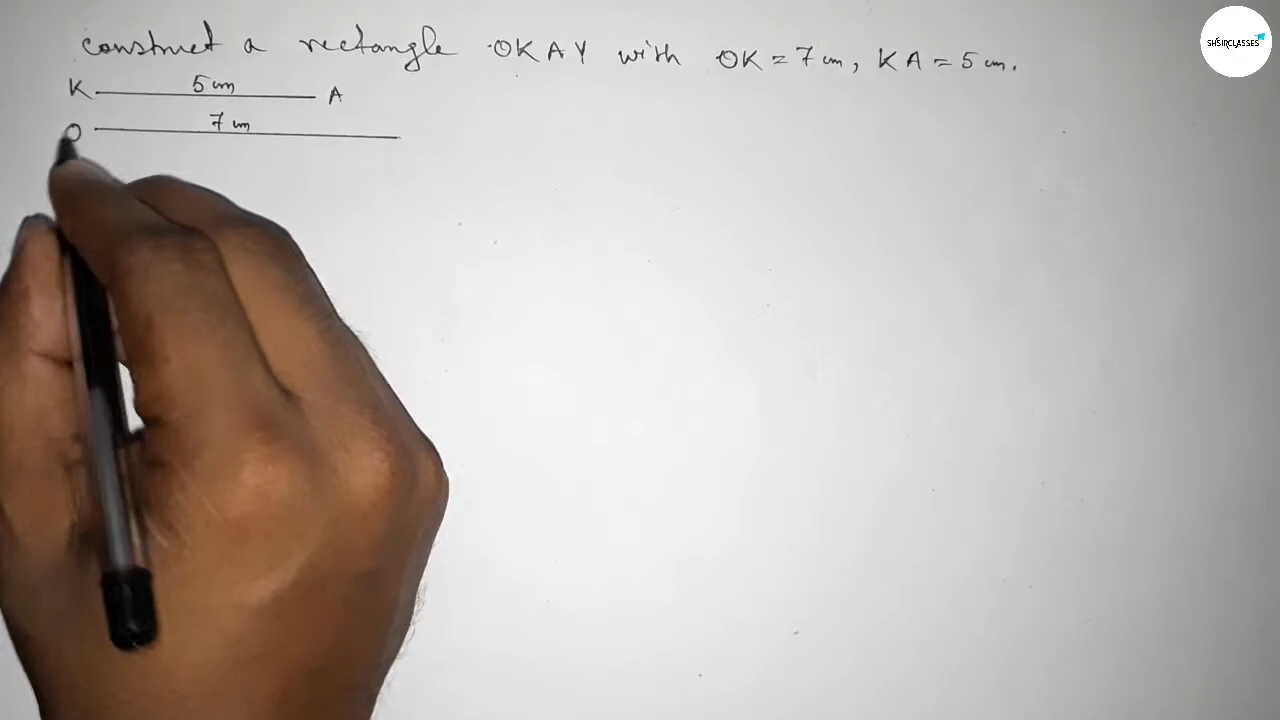 construct a rectangle OKAY with OK = 7 cm, KA = 5 cm.
K 5 cm A
O 7 cm
SHSIRCLASSES